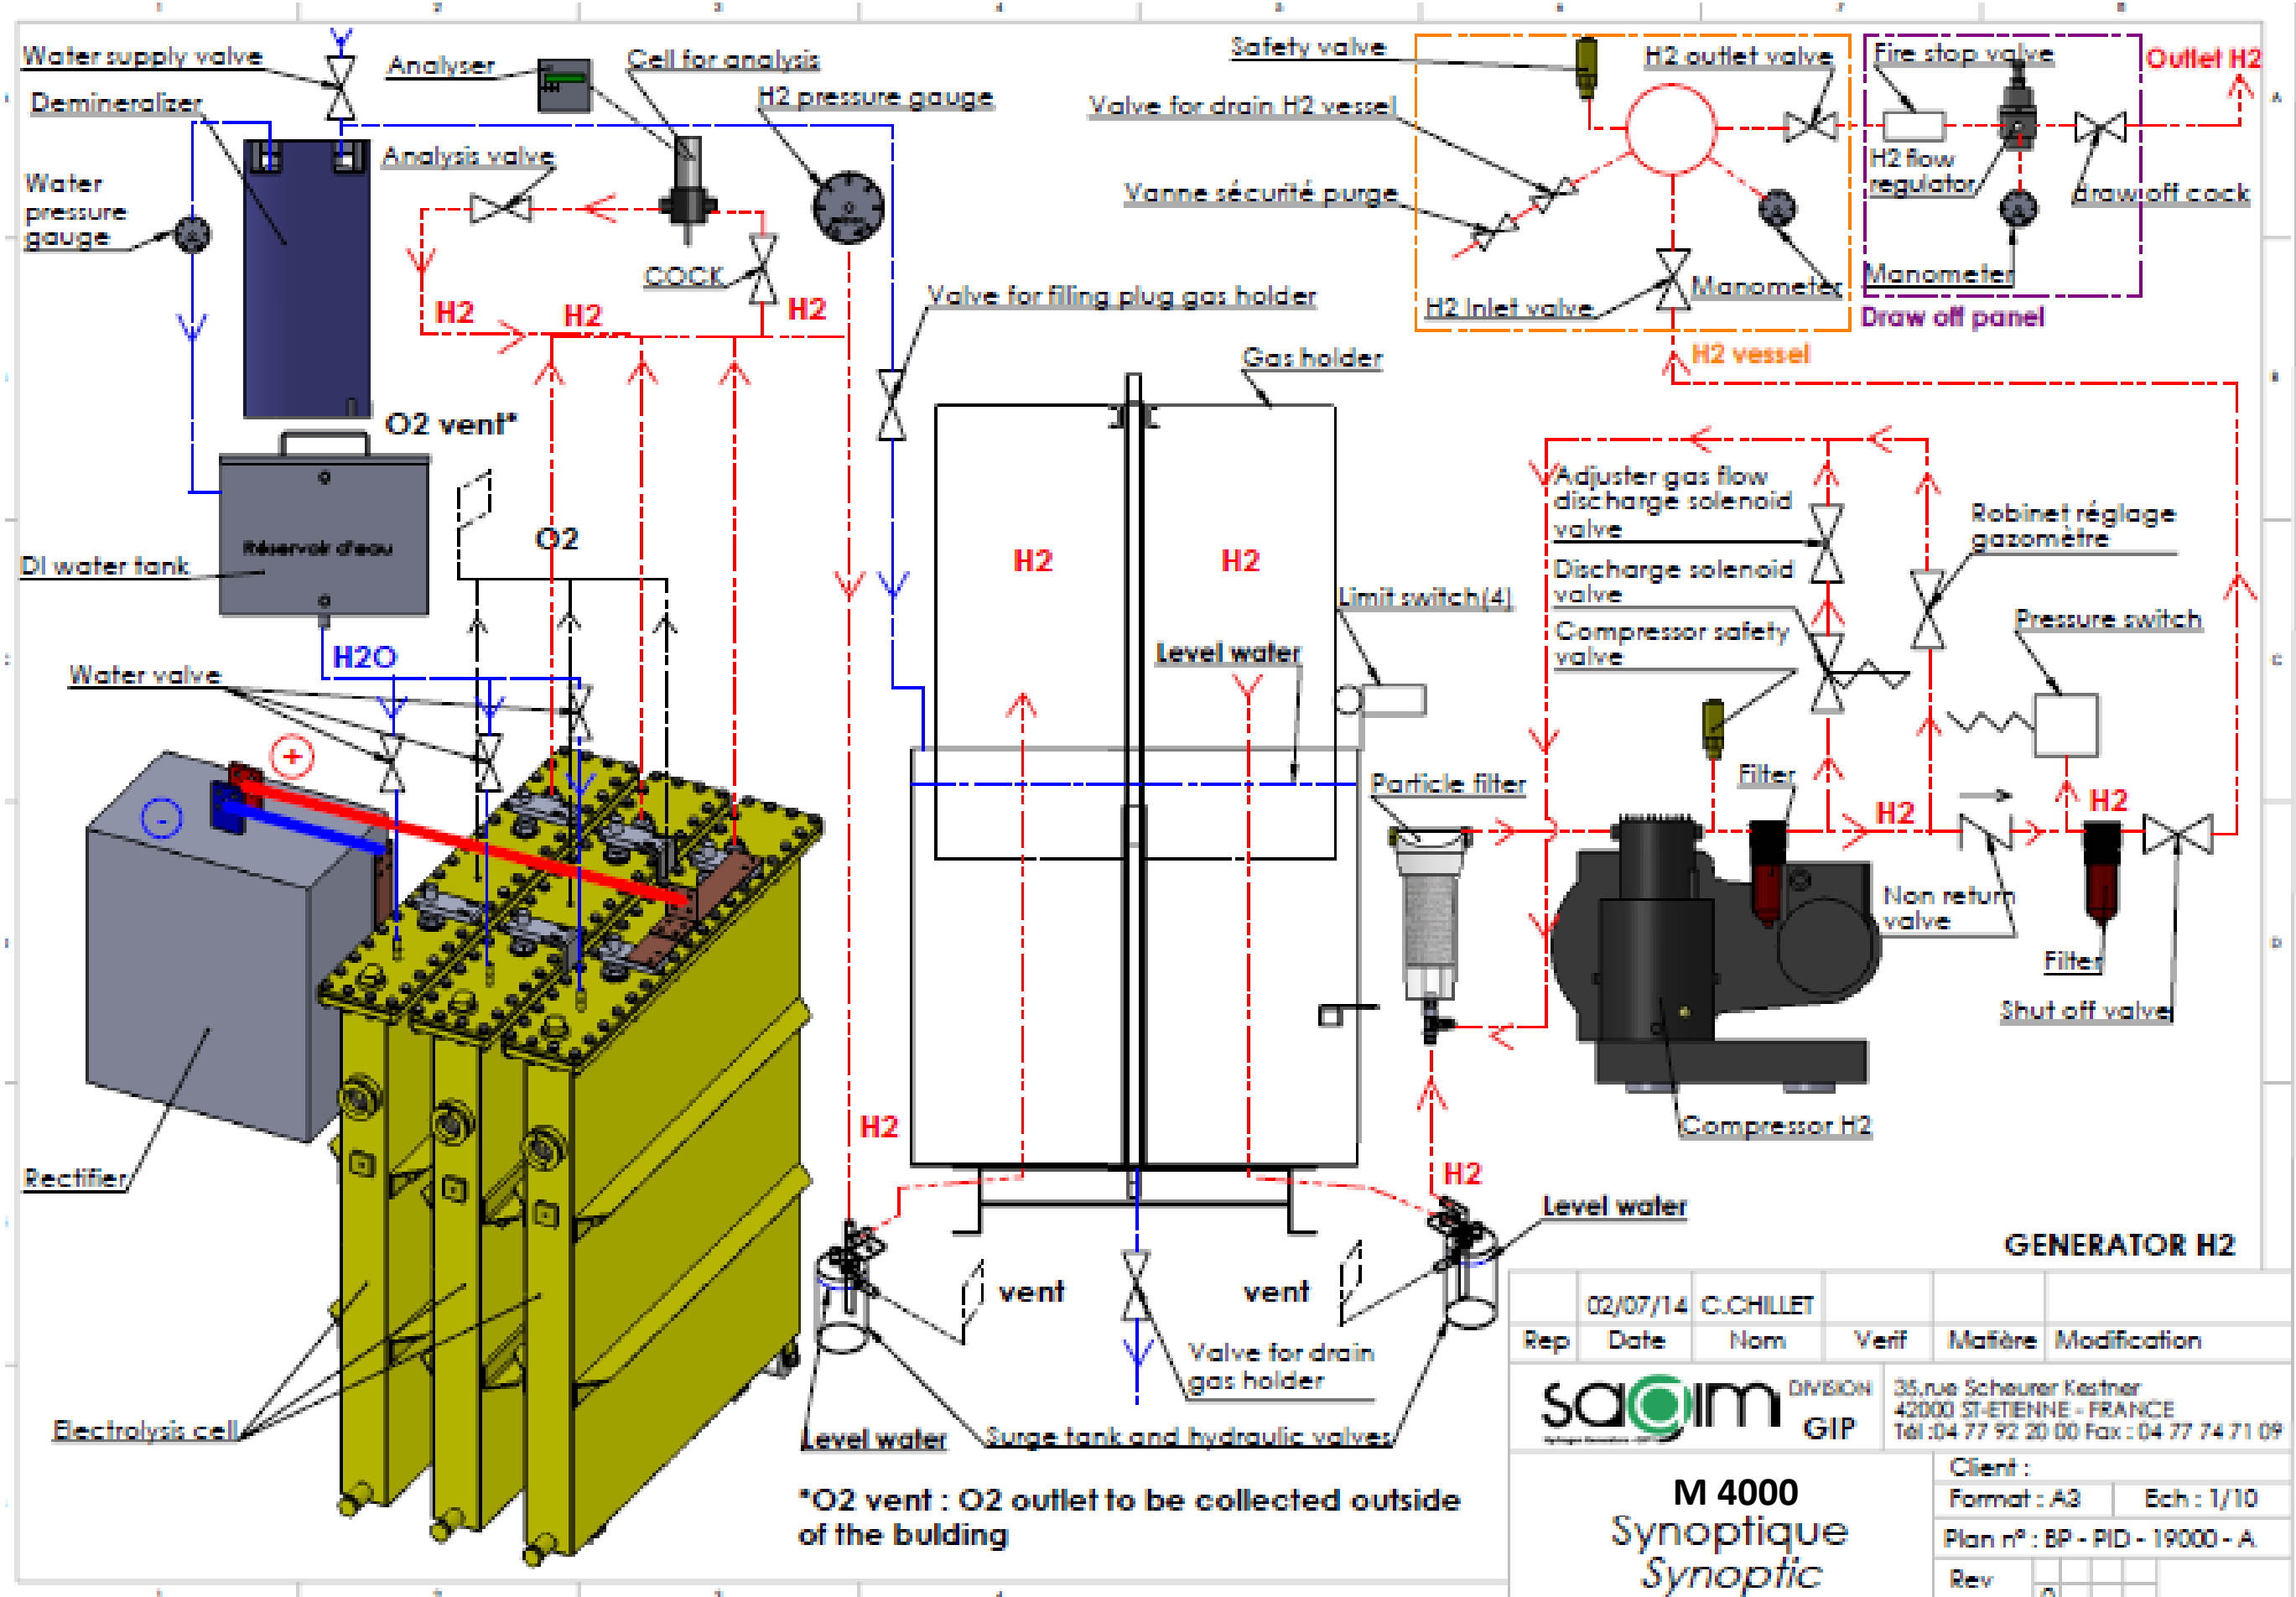 Water supply valve
Demineralizer
Water
pressure
gauge
Analyser
Cell for analysis
H2 pressure gauge
Analysis valve
COCK
H2
H2
H2
Safety valve
Valve for drain H2 vessel
Vanne sécurité purge
H2 outlet valve
H2 Inlet valve
Manometer
H2 vessel
Fire stop valve
H2 flow
regulator
draw off cock
Manometer
Draw off panel
Outlet H2
Valve for filing plug gas holder
Gas holder
O2 vent*
O2
Réservoir d'eau
DI water tank
H2O
Water valve
+
-
H2
H2
Level water
Limit switch(4)
Adjuster gas flow
discharge solenoid
valve
Discharge solenoid
valve
Compressor safety
valve
Robinet réglage
gazomètre
Pressure switch
Particle filter
Filter
H2
H2
Non return
valve
Filter
Shut off valve
Compressor H2
Rectifier
Electrolysis cell
H2
H2
Level water
vent
vent
Valve for drain
gas holder
Level water
Surge tank and hydraulic valves
*O2 vent : O2 outlet to be collected outside
of the bulding
GENERATOR H2
02/07/14 C.CHILLET
Rep Date Nom Verif Matière Modification
sagim DIVISION GIP
35,rue Scheurer Kestner
42000 ST-ETIENNE - FRANCE
Tél :04 77 92 20 00 Fax : 04 77 74 71 09
M 4000
Synoptique
Synoptic
Client :
Format : A3 Ech : 1/10
Plan n° : BP - PID - 19000 - A
Rev